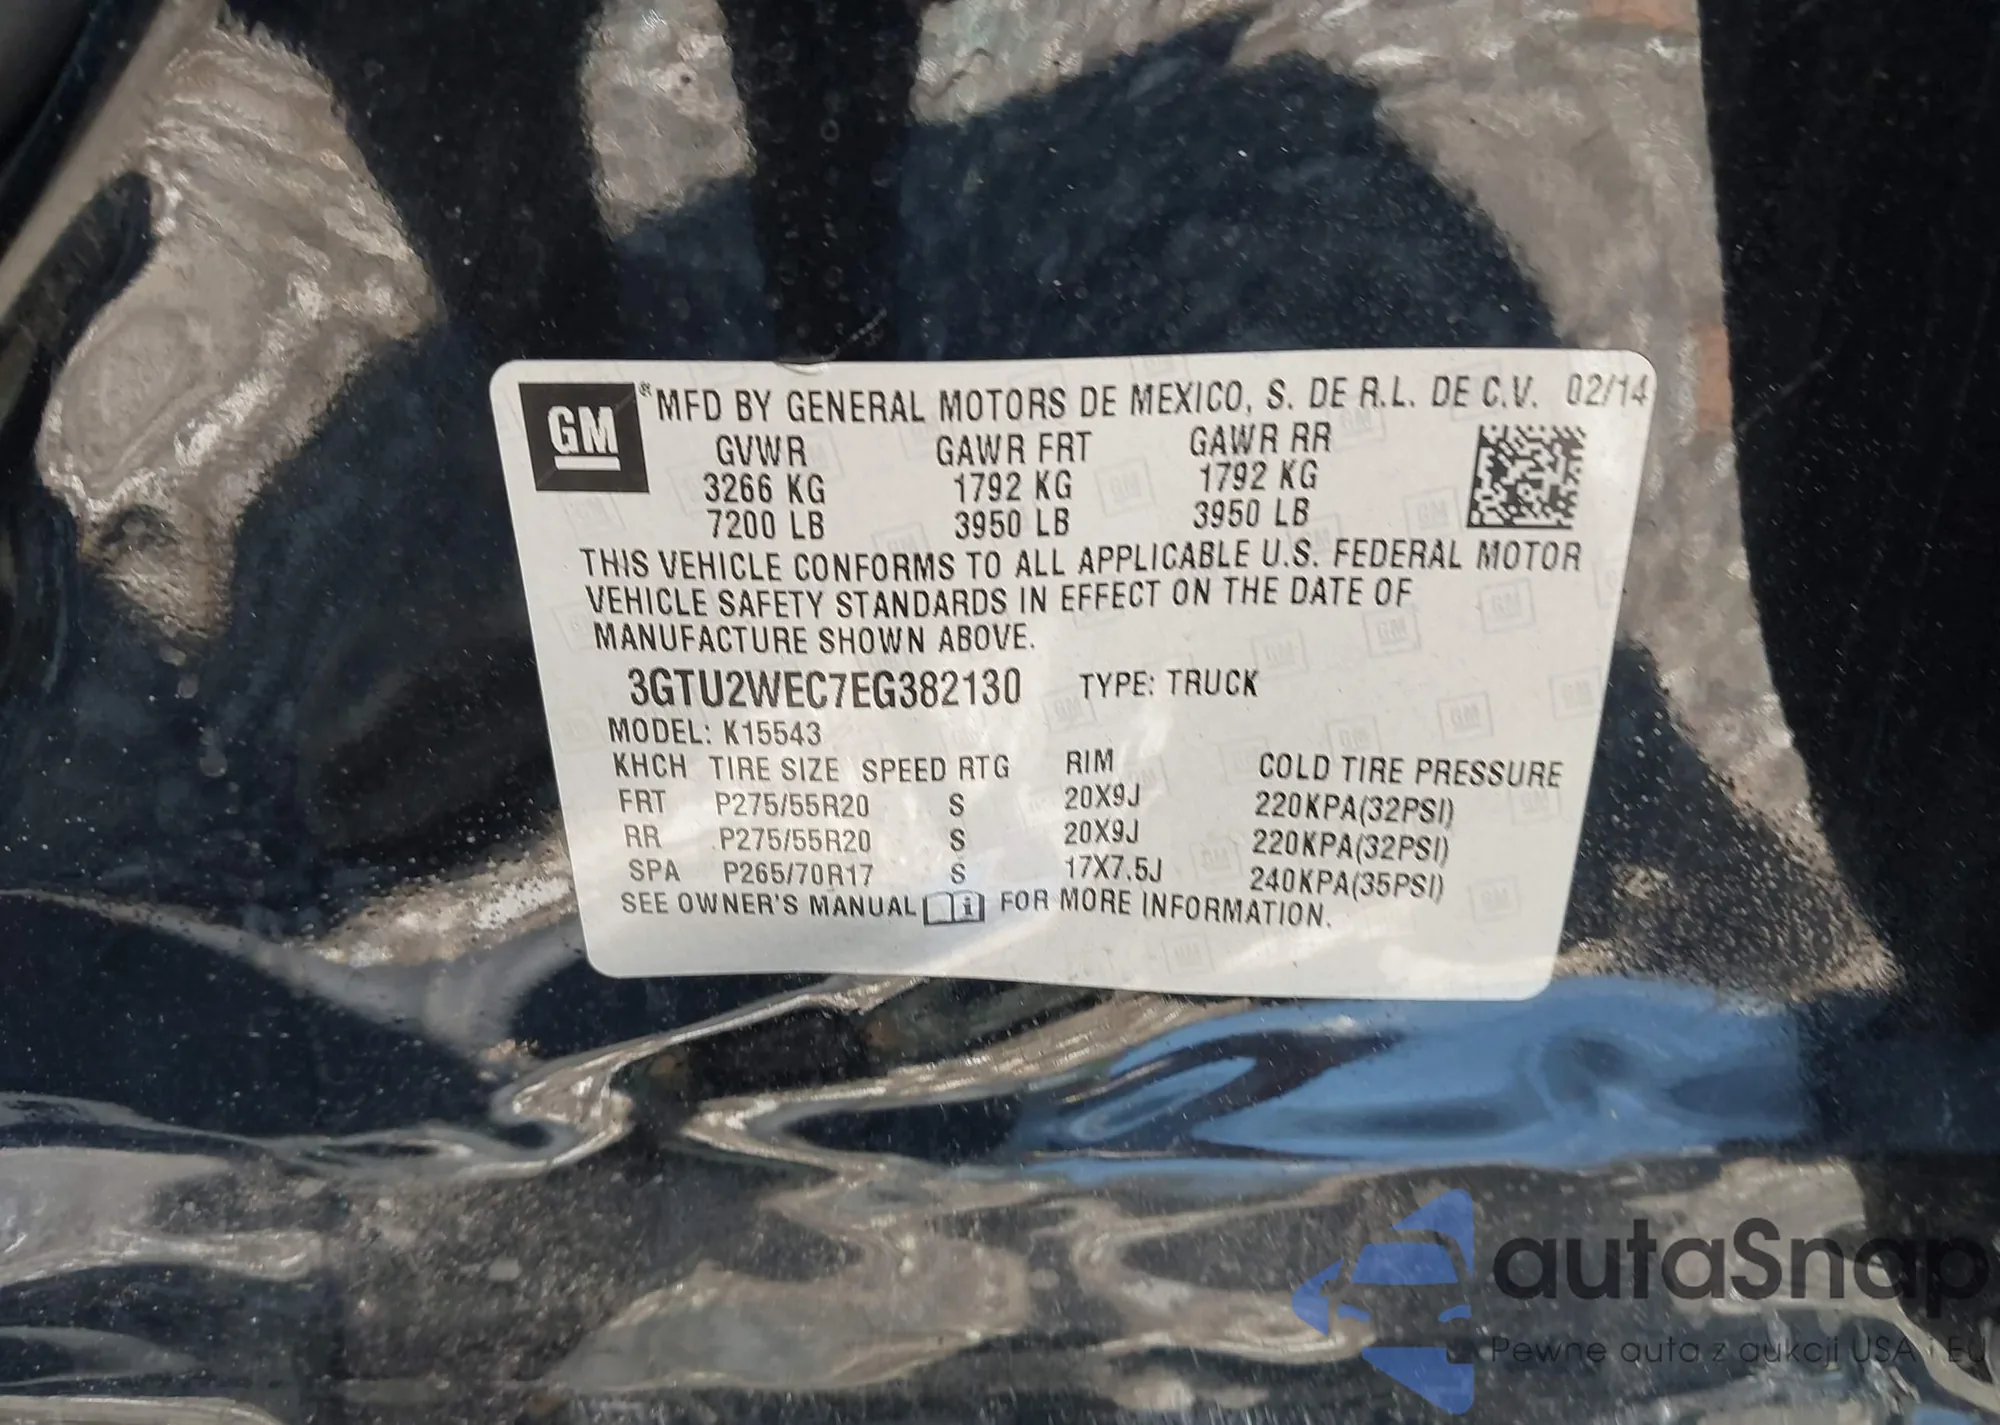 GM ® MFD BY GENERAL MOTORS DE MEXICO, S. DE R.L. DE C.V. 02/14
GVWR GAWR FRT GAWR RR
3266 KG 1792 KG 1792 KG
7200 LB 3950 LB 3950 LB
THIS VEHICLE CONFORMS TO ALL APPLICABLE U.S. FEDERAL MOTOR
VEHICLE SAFETY STANDARDS IN EFFECT ON THE DATE OF
MANUFACTURE SHOWN ABOVE.
3GTU2WEC7EG382130 TYPE: TRUCK
MODEL: K15543
KHCH TIRE SIZE SPEED RTG RIM COLD TIRE PRESSURE
FRT P275/55R20 S 20X9J 220KPA(32PSI)
RR P275/55R20 S 20X9J 220KPA(32PSI)
SPA P265/70R17 S 17X7.5J 240KPA(35PSI)
SEE OWNER'S MANUAL i FOR MORE INFORMATION.
autaSnap
Pewne auta z aukcji USA i EU